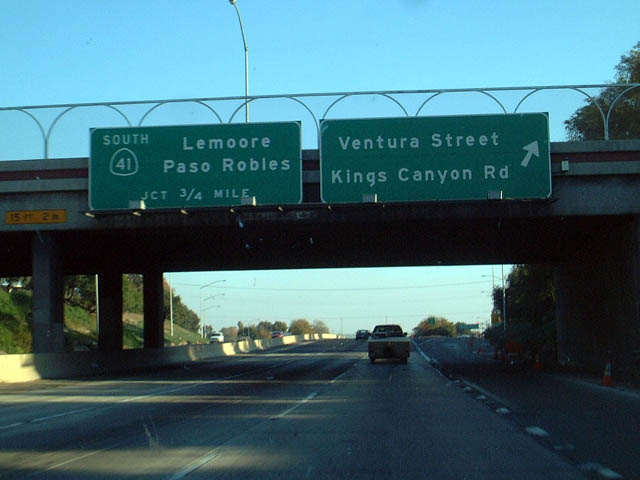 SOUTH
41
Lemoore
Paso Robles
JCT 3/4 MILE
Ventura Street
Kings Canyon Rd
15 FT 2 IN